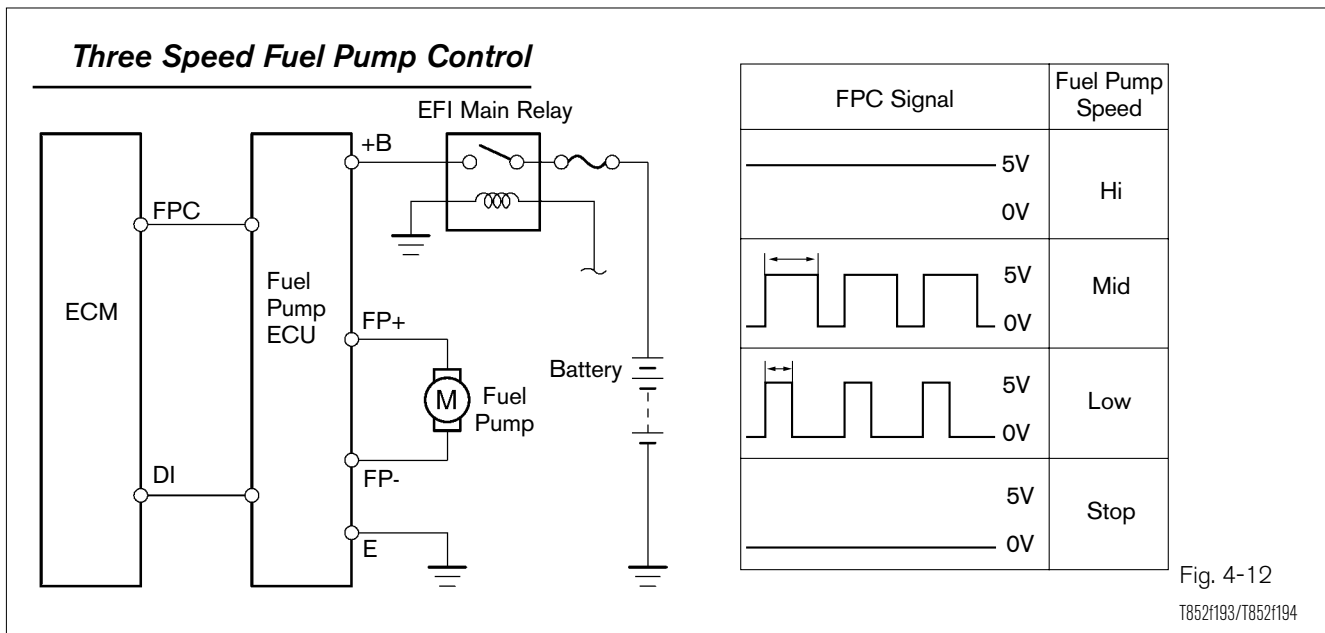 Three Speed Fuel Pump Control
EFI Main Relay
+B
FPC
ECM
Fuel
Pump
ECU
FP+
M
Fuel
Pump
Battery
FP-
DI
E
FPC Signal
Fuel Pump
Speed
5V
0V
Hi
5V
0V
Mid
5V
0V
Low
5V
0V
Stop
Fig. 4-12
T852f193/T852f194